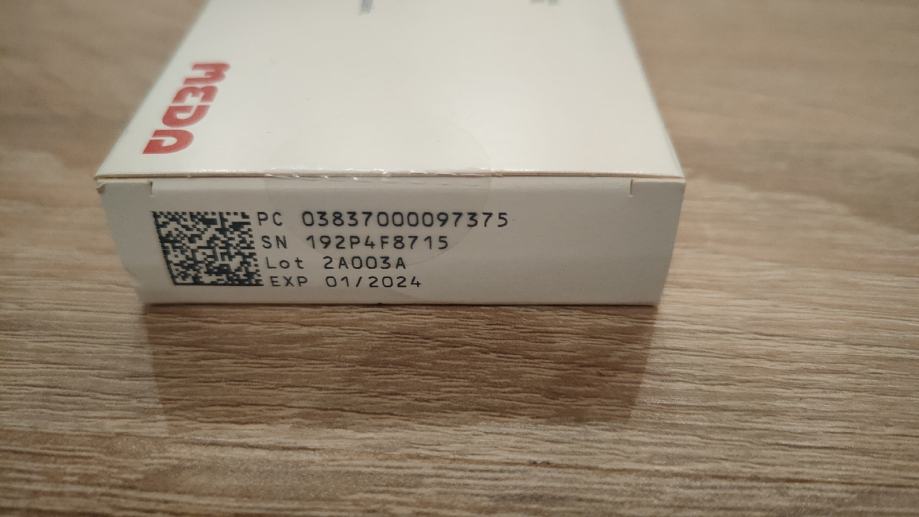 MEDA
PC 03837000097375
SN 192P4F8715
Lot 2A003A
EXP 01/2024